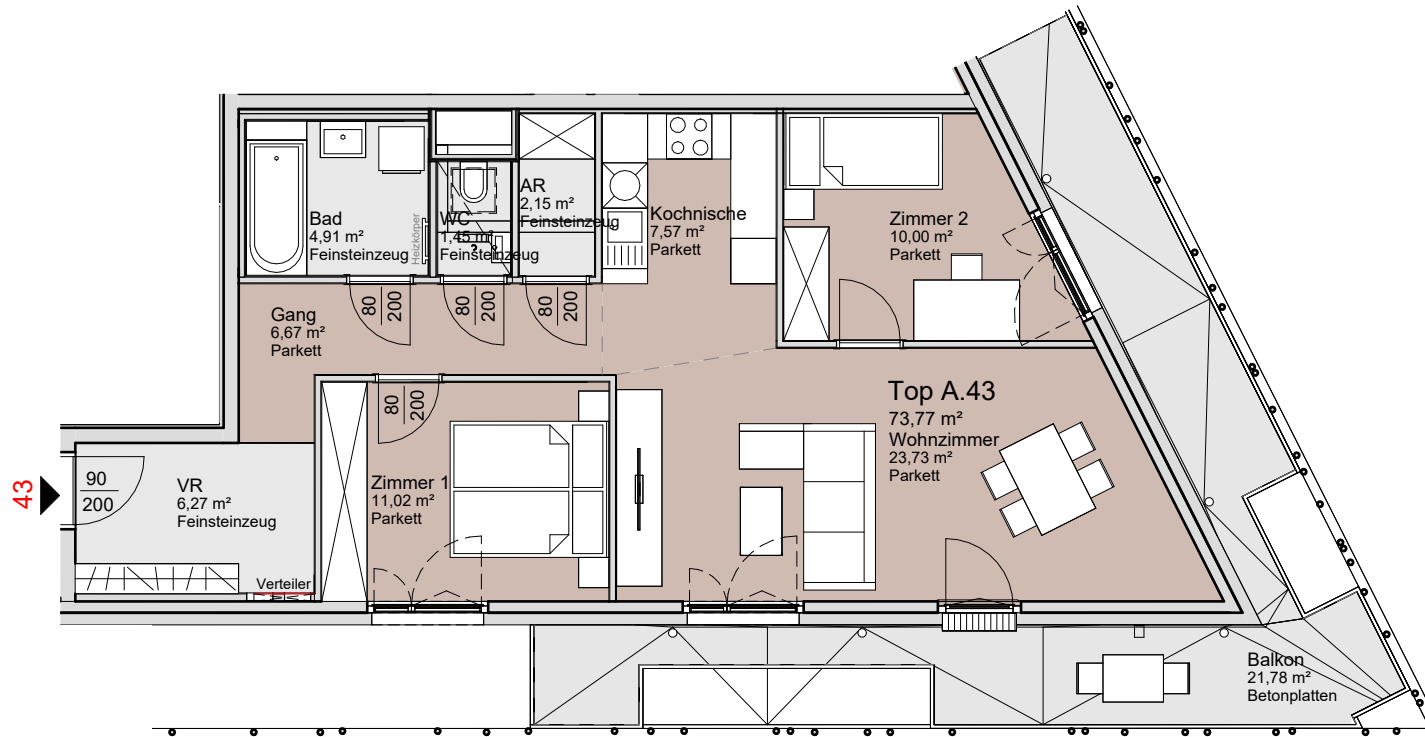 Bad
4,91 m²
Feinsteinzeug
Heizkörper
WC
1,45 m²
Feinsteinzeug
?
AR
2,15 m²
Feinsteinzeug
Kochnische
7,57 m²
Parkett
Zimmer 2
10,00 m²
Parkett
80
200
80
200
80
200
Gang
6,67 m²
Parkett
80
200
Top A.43
73,77 m²
Wohnzimmer
23,73 m²
Parkett
43
90
200
VR
6,27 m²
Feinsteinzeug
Zimmer 1
11,02 m²
Parkett
Verteiler
Balkon
21,78 m²
Betonplatten